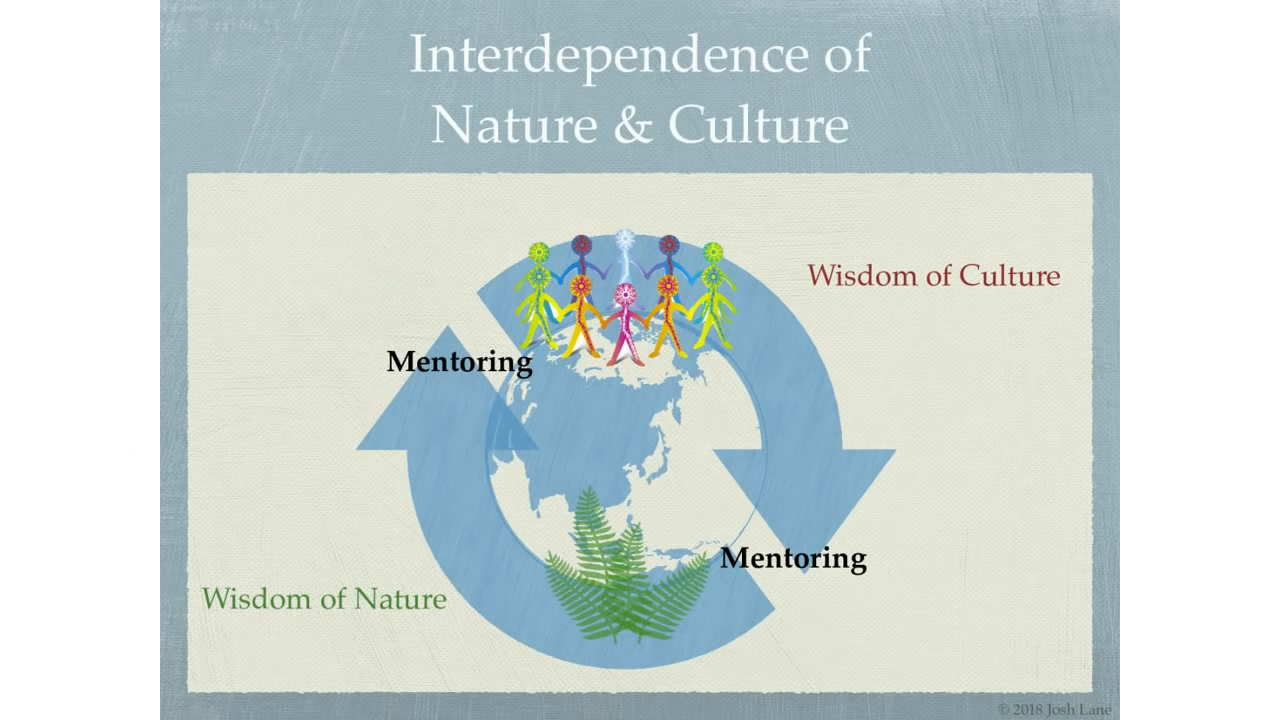 Interdependence of
Nature & Culture
Wisdom of Culture
Mentoring
Mentoring
Wisdom of Nature
© 2018 Josh Lane